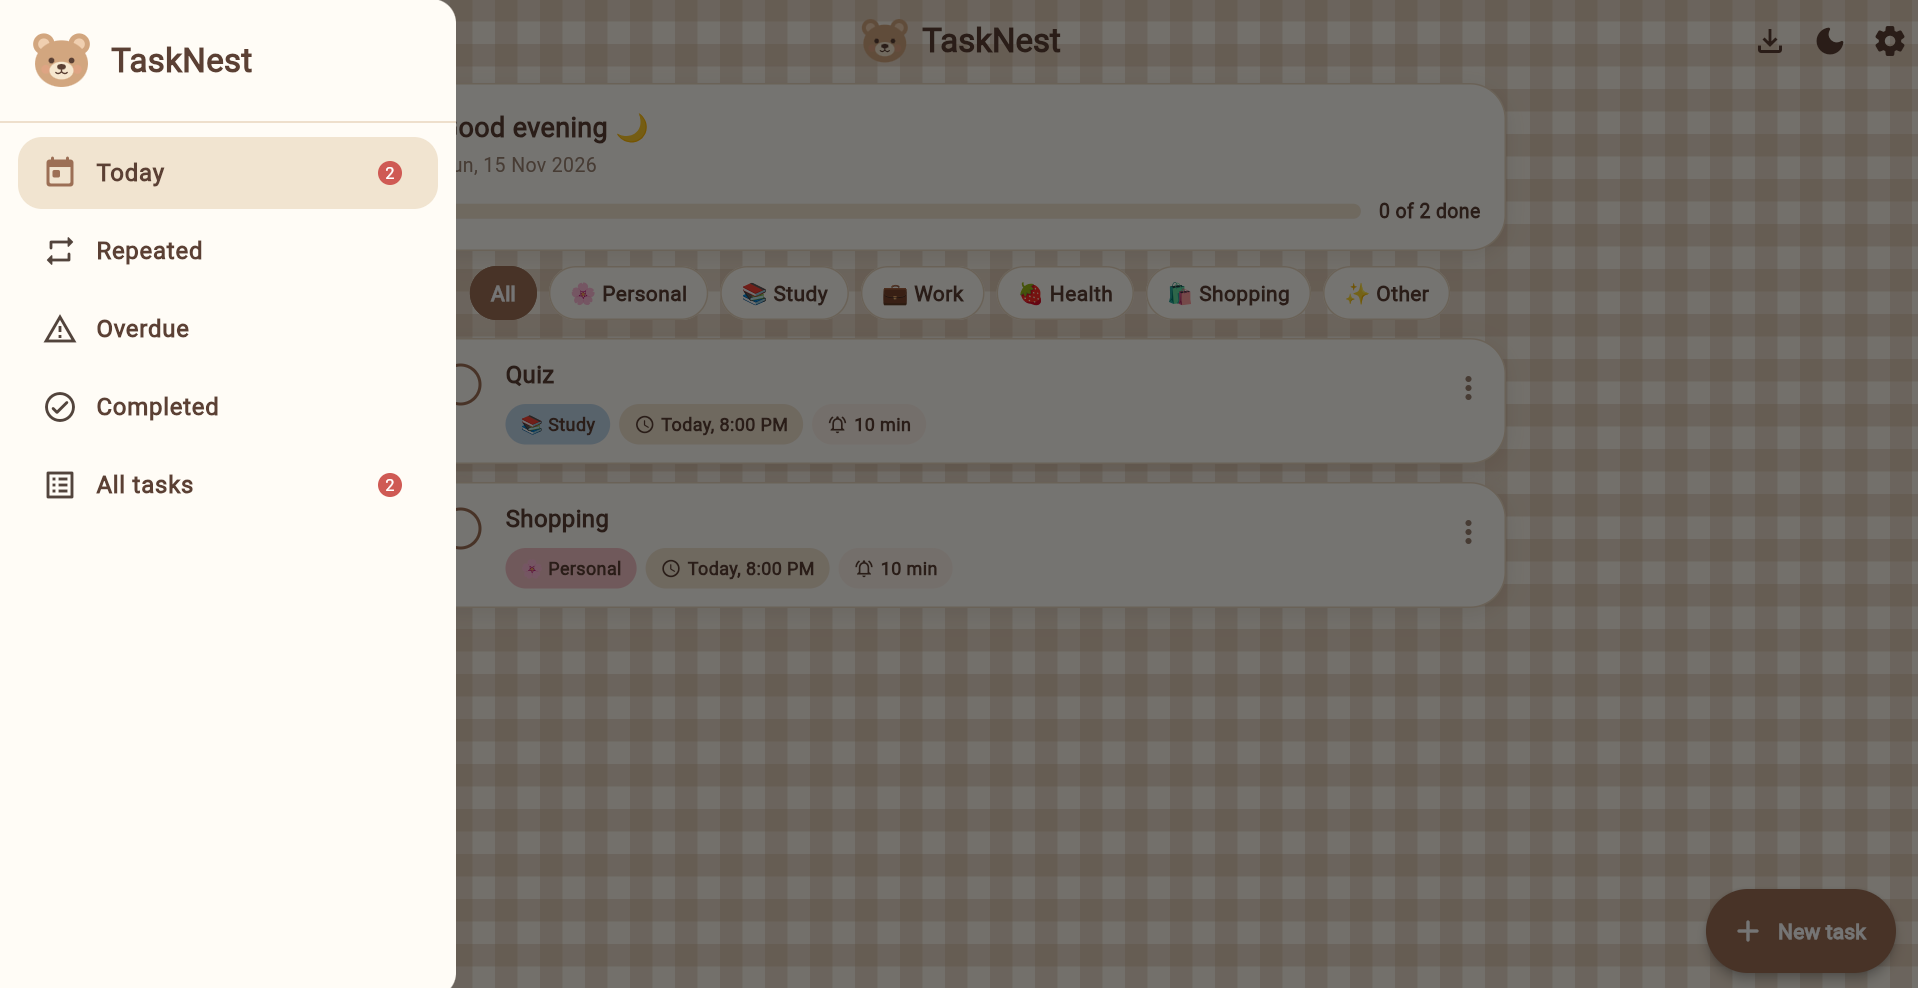 TaskNest
Today 2
Repeated
Overdue
Completed
All tasks 2
TaskNest
ood evening 🌙
un, 15 Nov 2026
0 of 2 done
All 🌸 Personal 📚 Study 💼 Work 🍓 Health 🛍️ Shopping ✨ Other
Quiz
📚 Study Today, 8:00 PM 10 min
Shopping
🌸 Personal Today, 8:00 PM 10 min
+ New task